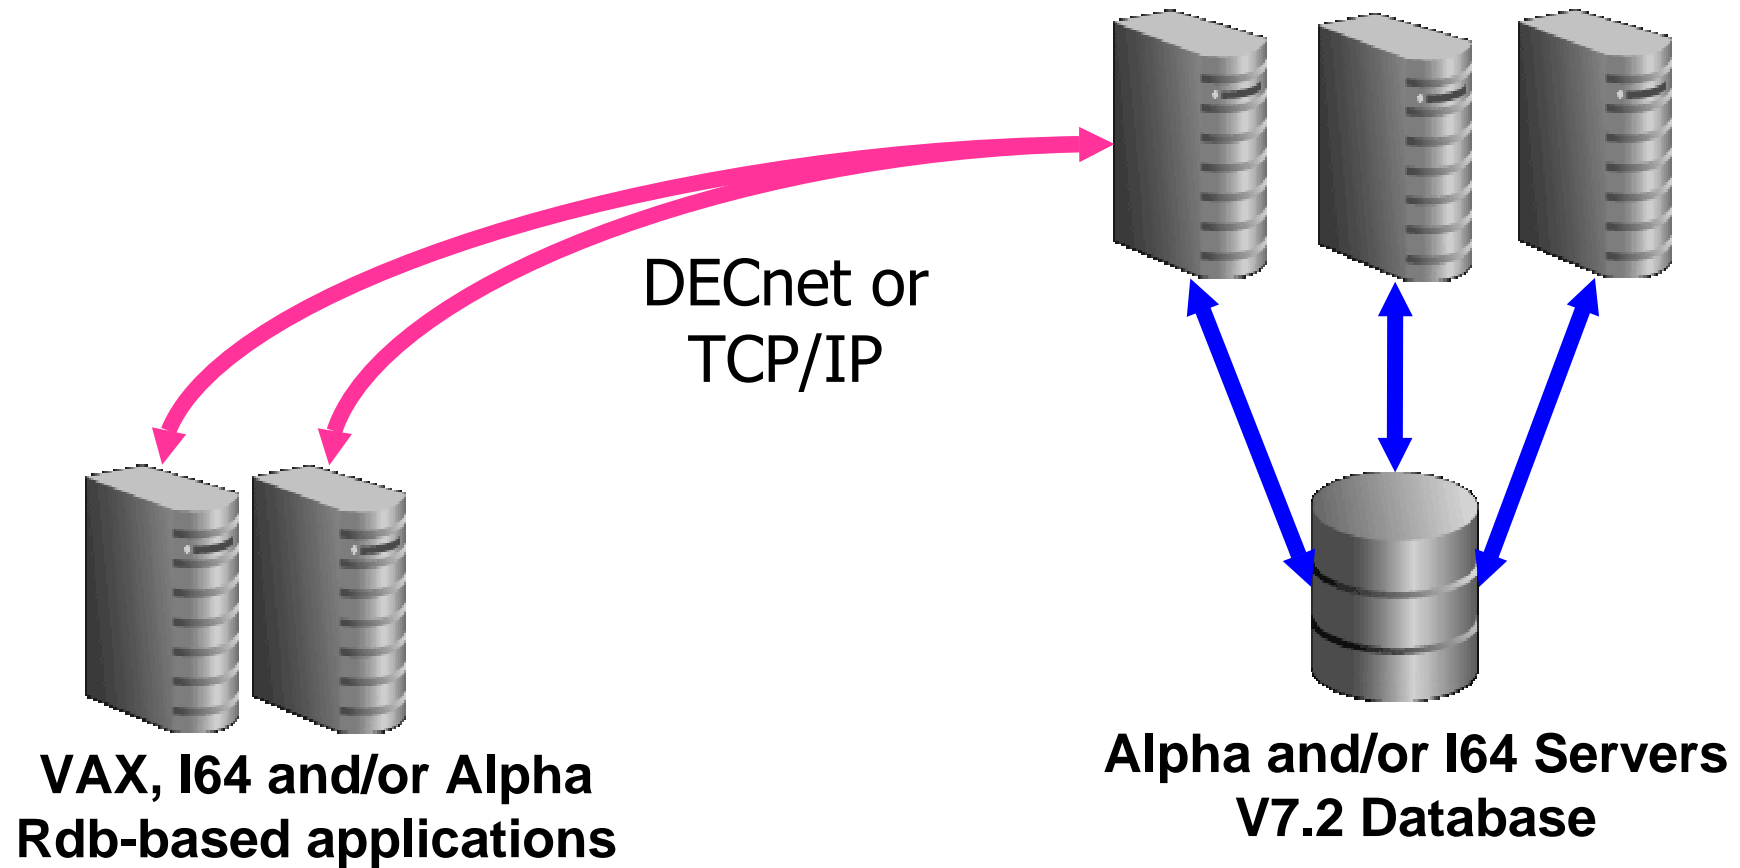 DECnet or
TCP/IP
VAX, I64 and/or Alpha
Rdb-based applications
Alpha and/or I64 Servers
V7.2 Database